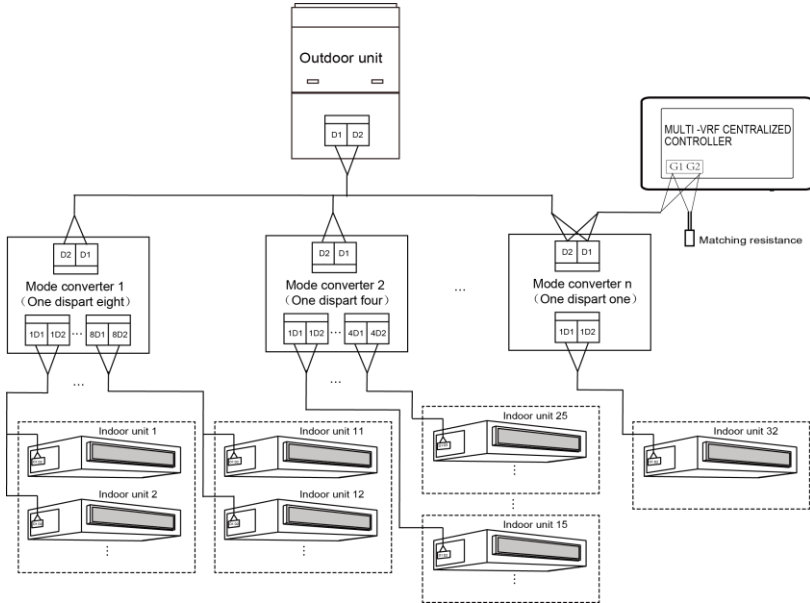 Outdoor unit
D1 D2
MULTI -VRF CENTRALIZED
CONTROLLER
G1 G2
Matching resistance
D2 D1
Mode converter 1
（One dispart eight）
1D1 1D2 ... 8D1 8D2
...
D2 D1
Mode converter 2
（One dispart four）
1D1 1D2 ... 4D1 4D2
...
...
D2 D1
Mode converter n
（One dispart one）
1D1 1D2
Indoor unit 1
Indoor unit 2
Indoor unit 11
Indoor unit 12
Indoor unit 25
Indoor unit 15
Indoor unit 32